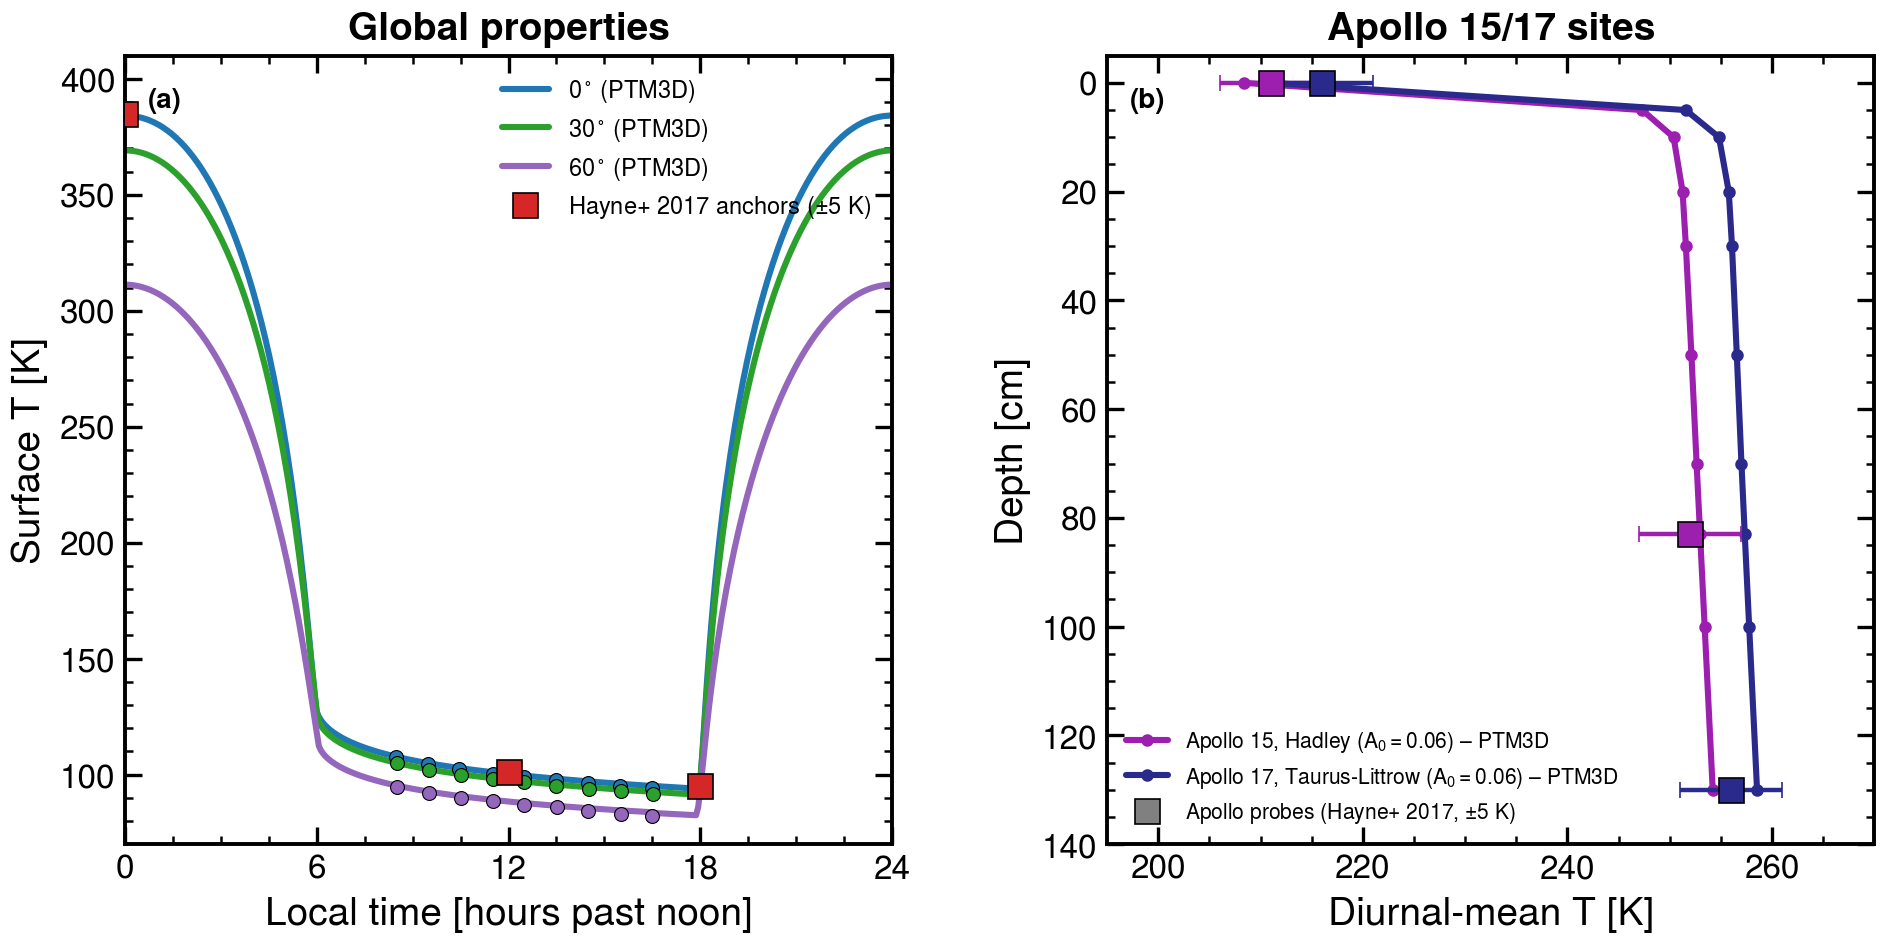 Global properties
(a)
0° (PTM3D)
30° (PTM3D)
60° (PTM3D)
Hayne+ 2017 anchors (±5 K)
400
350
300
250
200
150
100
Surface T [K]
0 6 12 18 24
Local time [hours past noon]
Apollo 15/17 sites
(b)
0
20
40
60
80
100
120
140
Depth [cm]
Apollo 15, Hadley (A₀ = 0.06) – PTM3D
Apollo 17, Taurus-Littrow (A₀ = 0.06) – PTM3D
Apollo probes (Hayne+ 2017, ±5 K)
200 220 240 260
Diurnal-mean T [K]